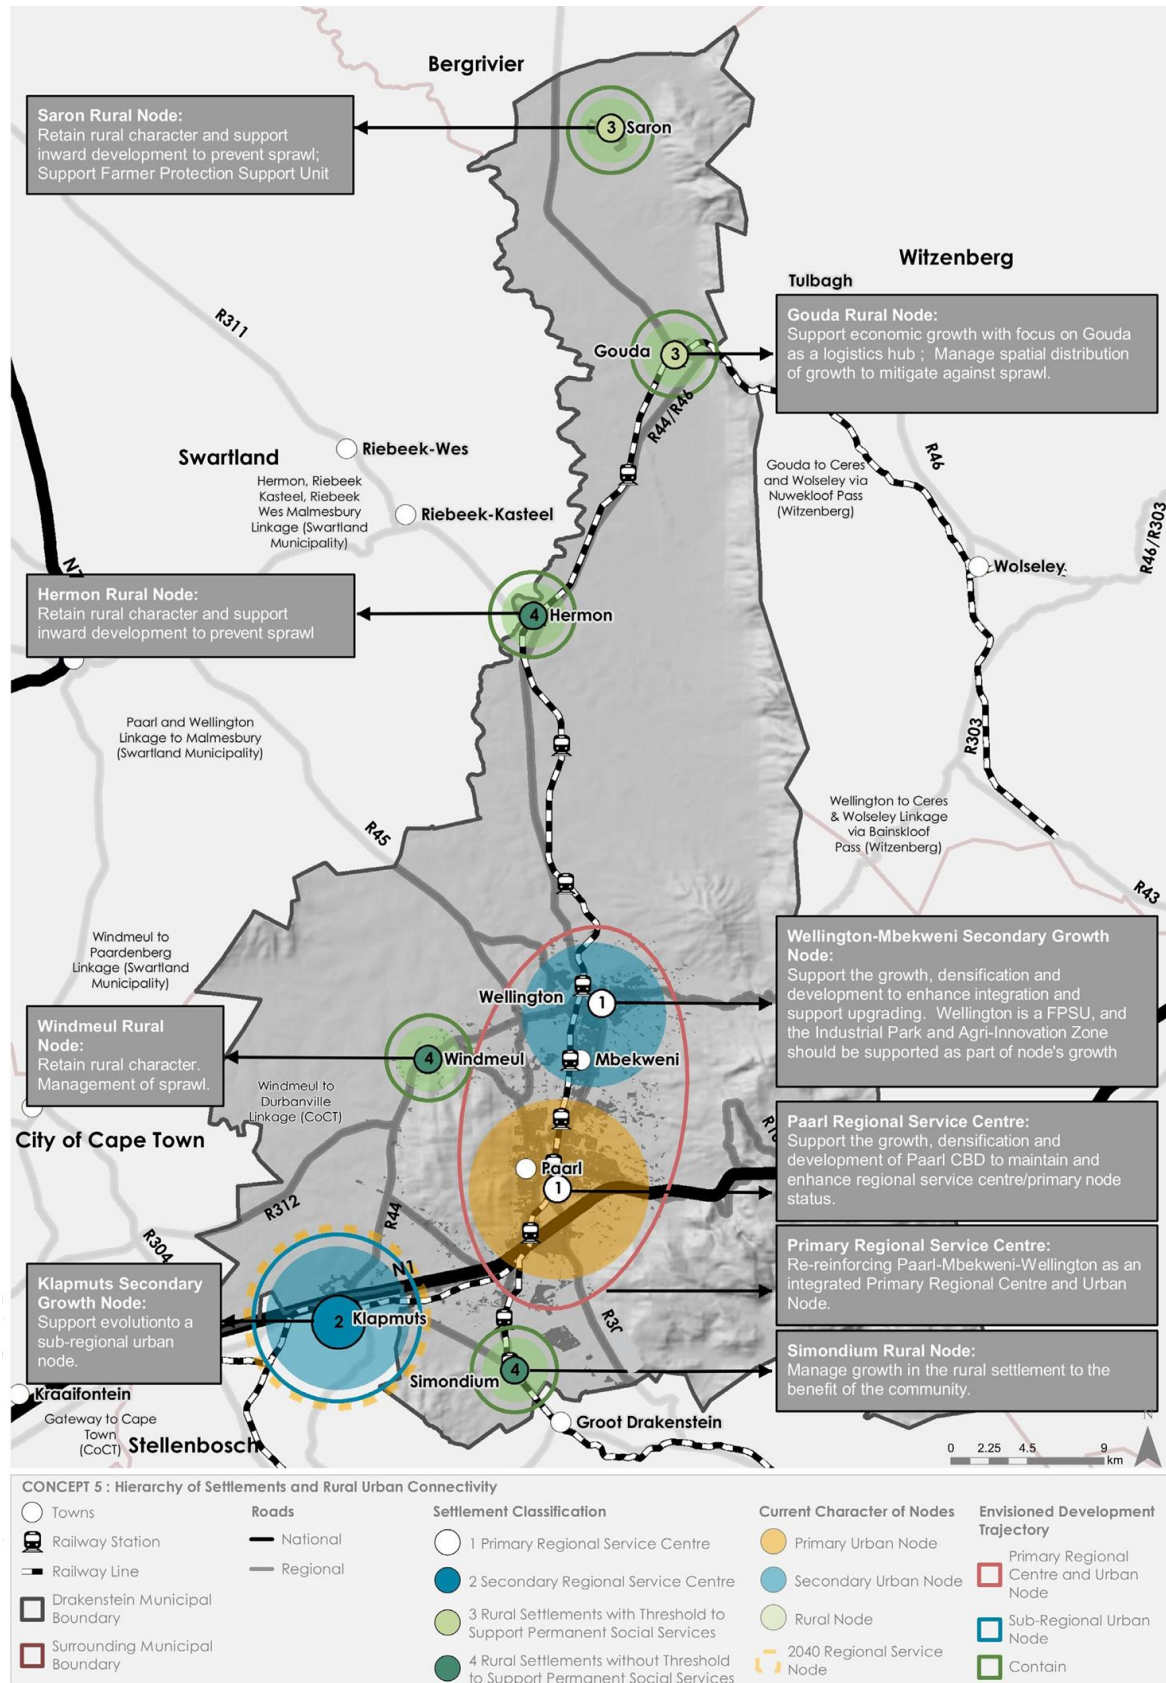 Bergrivier
Saron Rural Node:
Retain rural character and support
inward development to prevent sprawl;
Support Farmer Protection Support Unit
3 Saron
Witzenberg
Tulbagh
R311
Gouda Rural Node:
Support economic growth with focus on Gouda
as a logistics hub ; Manage spatial distribution
of growth to mitigate against sprawl.
Gouda 3
R44/R46
Riebeek-Wes
Swartland
Hermon, Riebeek
Kasteel, Riebeek
Wes Malmesbury
Linkage (Swartland
Municipality)
Riebeek-Kasteel
Gouda to Ceres
and Wolseley via
Nuwekloof Pass
(Witzenberg)
R46
R46/R303
N7
Wolseley
Hermon Rural Node:
Retain rural character and support
inward development to prevent sprawl
4 Hermon
Paarl and Wellington
Linkage to Malmesbury
(Swartland Municipality)
R303
Wellington to Ceres
& Wolseley Linkage
via Bainskloof
Pass (Witzenberg)
R45
R43
Windmeul to
Paardenberg
Linkage (Swartland
Municipality)
Wellington-Mbekweni Secondary Growth
Node:
Support the growth, densification and
development to enhance integration and
support upgrading. Wellington is a FPSU, and
the Industrial Park and Agri-Innovation Zone
should be supported as part of node's growth
Wellington 1
Windmeul Rural
Node:
Retain rural character.
Management of sprawl.
4 Windmeul
Mbekweni
Windmeul to
Durbanville
Linkage (CoCT)
City of Cape Town
Paarl Regional Service Centre:
Support the growth, densification and
development of Paarl CBD to maintain and
enhance regional service centre/primary node
status.
Paarl
1
R312
R44
R304
Primary Regional Service Centre:
Re-reinforcing Paarl-Mbekweni-Wellington as an
integrated Primary Regional Centre and Urban
Node.
N1
Klapmuts Secondary
Growth Node:
Support evolutionto a
sub-regional urban
node.
2 Klapmuts
Simondium Rural Node:
Manage growth in the rural settlement to the
benefit of the community.
Simondium 4
Kraaifontein
Gateway to Cape
Town
(CoCT)
Stellenbosch
Groot Drakenstein
N
0 2.25 4.5 9
km
CONCEPT 5 : Hierarchy of Settlements and Rural Urban Connectivity
Towns
Railway Station
Railway Line
Drakenstein Municipal
Boundary
Surrounding Municipal
Boundary
Roads
National
Regional
Settlement Classification
1 Primary Regional Service Centre
2 Secondary Regional Service Centre
3 Rural Settlements with Threshold to
Support Permanent Social Services
4 Rural Settlements without Threshold
to Support Permanent Social Services
Current Character of Nodes
Primary Urban Node
Secondary Urban Node
Rural Node
2040 Regional Service
Node
Envisioned Development
Trajectory
Primary Regional
Centre and Urban
Node
Sub-Regional Urban
Node
Contain